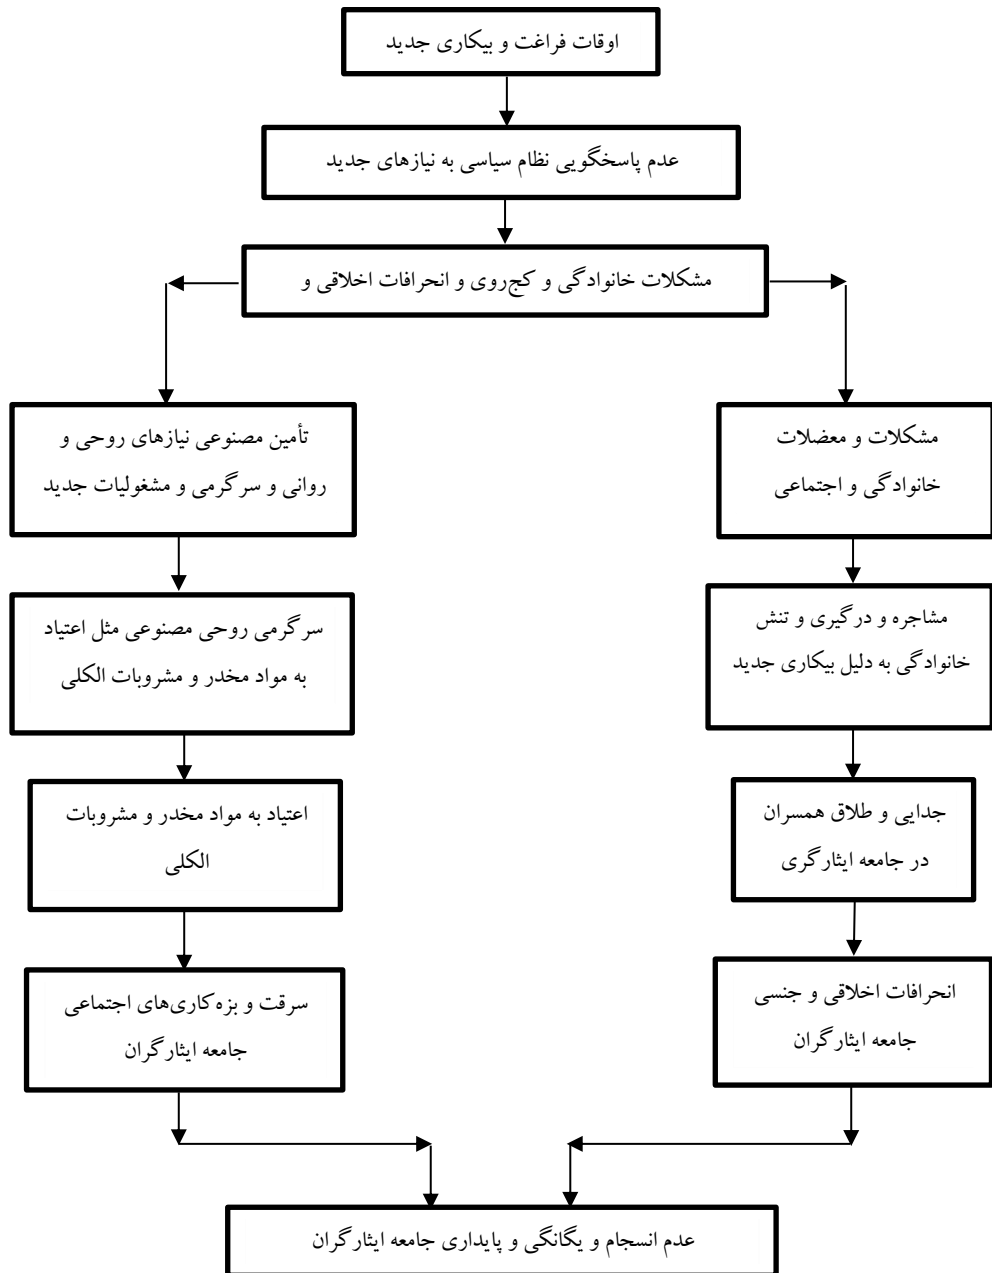 اوقات فراغت و بیکاری جدید
عدم پاسخگویی نظام سیاسی به نیازهای جدید
مشکلات خانوادگی و کج‌روی و انحرافات اخلاقی و
مشکلات و معضلات
خانوادگی و اجتماعی
مشاجره و درگیری و تنش
خانوادگی به دلیل بیکاری جدید
جدایی و طلاق همسران
در جامعه ایثارگری
انحرافات اخلاقی و جنسی
جامعه ایثارگران
تأمین مصنوعی نیازهای روحی و
روانی و سرگرمی و مشغولیات جدید
سرگرمی روحی مصنوعی مثل اعتیاد
به مواد مخدر و مشروبات الکلی
اعتیاد به مواد مخدر و مشروبات
الکلی
سرقت و بزه‌کاری‌های اجتماعی
جامعه ایثارگران
عدم انسجام و یگانگی و پایداری جامعه ایثارگران